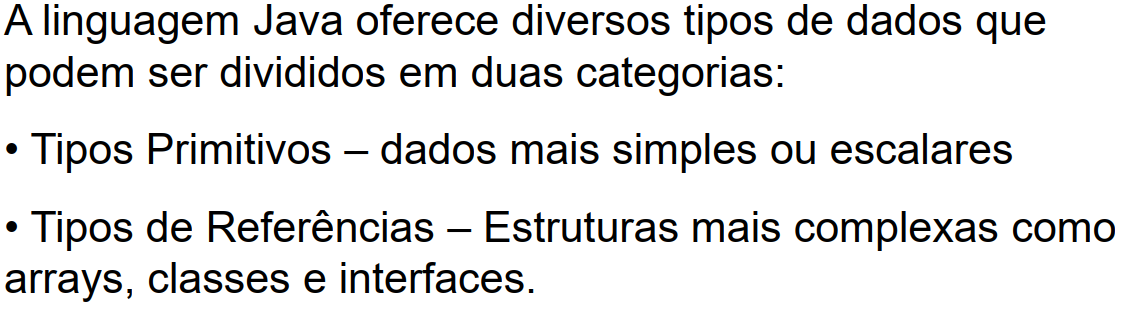 A linguagem Java oferece diversos tipos de dados que
podem ser divididos em duas categorias:
• Tipos Primitivos – dados mais simples ou escalares
• Tipos de Referências – Estruturas mais complexas como
arrays, classes e interfaces.